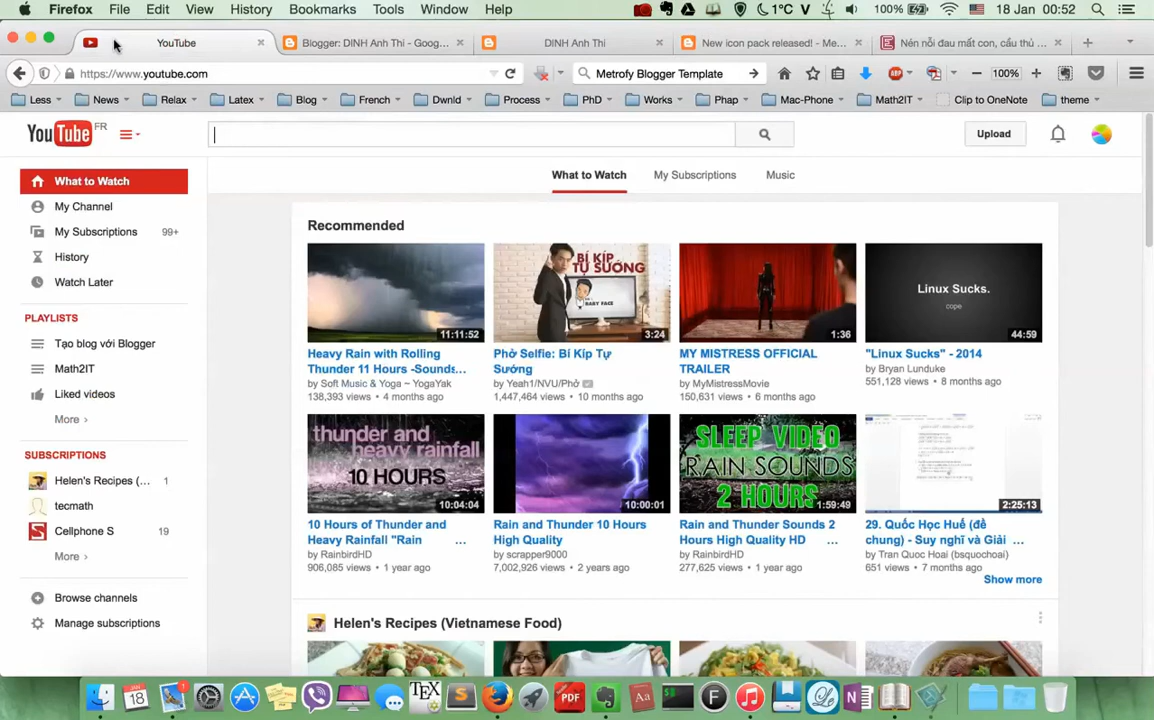 Firefox File Edit View History Bookmarks Tools Window Help 1°C V 100% 18 Jan 00:52
YouTube Blogger: DINH Anh Thi - Goog... DINH Anh Thi New icon pack released! - Me... Nén nỗi đau mất con, cầu thủ ...
https://www.youtube.com Metrofy Blogger Template 100%
Less News Relax Latex Blog French Dwnld Process PhD Works Phap Mac-Phone Math2IT Clip to OneNote theme
YouTube FR Upload
What to Watch My Subscriptions Music
What to Watch
My Channel
My Subscriptions 99+
History
Watch Later
PLAYLISTS
Tạo blog với Blogger
Math2IT
Liked videos
More ›
SUBSCRIPTIONS
Helen's Recipes (... 1
tecmath
Cellphone S 19
More ›
Browse channels
Manage subscriptions
Recommended
11:11:52
BÍ KÍP
TỰ SƯỚNG
BABY FACE
3:24
1:36
Linux Sucks.
cope
44:59
Heavy Rain with Rolling
Thunder 11 Hours -Sounds...
by Soft Music & Yoga ~ YogaYak
138,393 views • 4 months ago
Phở Selfie: Bí Kíp Tự
Sướng
by Yeah1/NVU/Phở
1,447,464 views • 10 months ago
MY MISTRESS OFFICIAL
TRAILER
by MyMistressMovie
150,631 views • 6 months ago
"Linux Sucks" - 2014
by Bryan Lunduke
551,128 views • 8 months ago
thunder and
heavy rainfall
10 HOURS
10:04:04
10:00:01
SLEEP VIDEO
RAIN SOUNDS
2 HOURS
1:59:49
2:25:13
10 Hours of Thunder and
Heavy Rainfall "Rain ...
by RainbirdHD
906,085 views • 1 year ago
Rain and Thunder 10 Hours
High Quality
by scrapper9000
7,002,926 views • 2 years ago
Rain and Thunder Sounds 2
Hours High Quality HD ...
by RainbirdHD
277,625 views • 1 year ago
29. Quốc Học Huế (đề
chung) - Suy nghĩ và Giải ...
by Tran Quoc Hoai (bsquochoai)
651 views • 7 months ago
Show more
Helen's Recipes (Vietnamese Food)
18
TEX
PDF
Aa
F
N